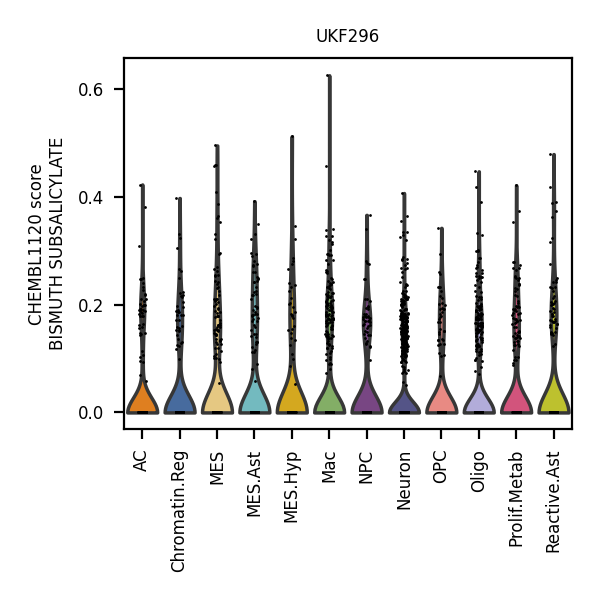 UKF296
CHEMBL1120 score
BISMUTH SUBSALICYLATE
0.6
0.4
0.2
0.0
AC
Chromatin.Reg
MES
MES.Ast
MES.Hyp
Mac
NPC
Neuron
OPC
Oligo
Prolif.Metab
Reactive.Ast